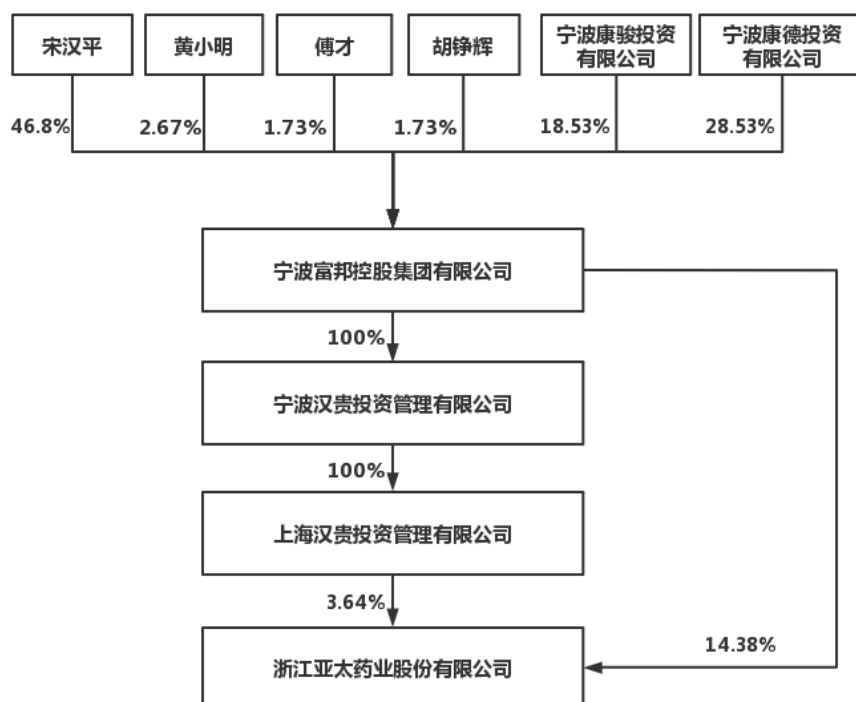 宋汉平
黄小明
傅才
胡铮辉
宁波康骏投资
有限公司
宁波康德投资
有限公司
46.8%
2.67%
1.73%
1.73%
18.53%
28.53%
宁波富邦控股集团有限公司
100%
宁波汉贵投资管理有限公司
100%
上海汉贵投资管理有限公司
3.64%
14.38%
浙江亚太药业股份有限公司